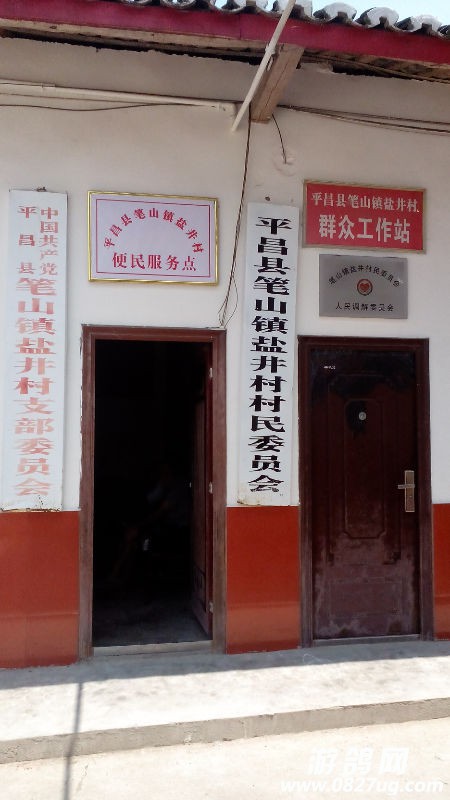 中国共产党
平昌县
笔山镇盐井村支部委员会
平昌县笔山镇盐井村
便民服务点
平昌县笔山镇盐井村村民委员会
平昌县笔山镇盐井村
群众工作站
笔山镇盐井村民委员会
人民调解委员会
游鸽网
www.0827ug.com